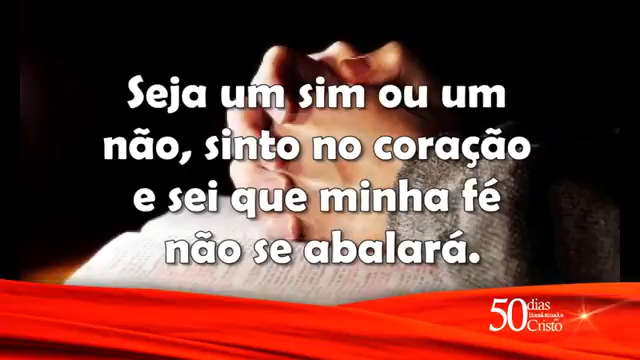 Seja um sim ou um
não, sinto no coração
e sei que minha fé
não se abalará.
50 dias
Cristo